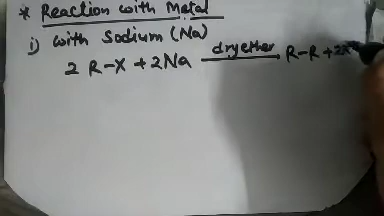 * Reaction with Metal
i) with Sodium (Na)
2 R-X + 2Na dryether R-R +